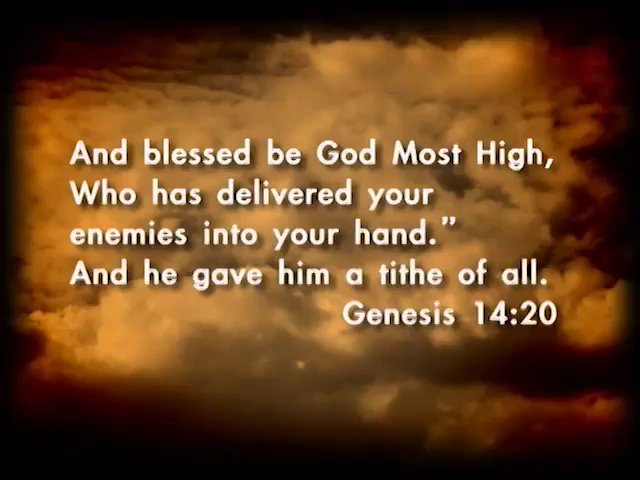 And blessed be God Most High,
Who has delivered your
enemies into your hand.”
And he gave him a tithe of all.
Genesis 14:20